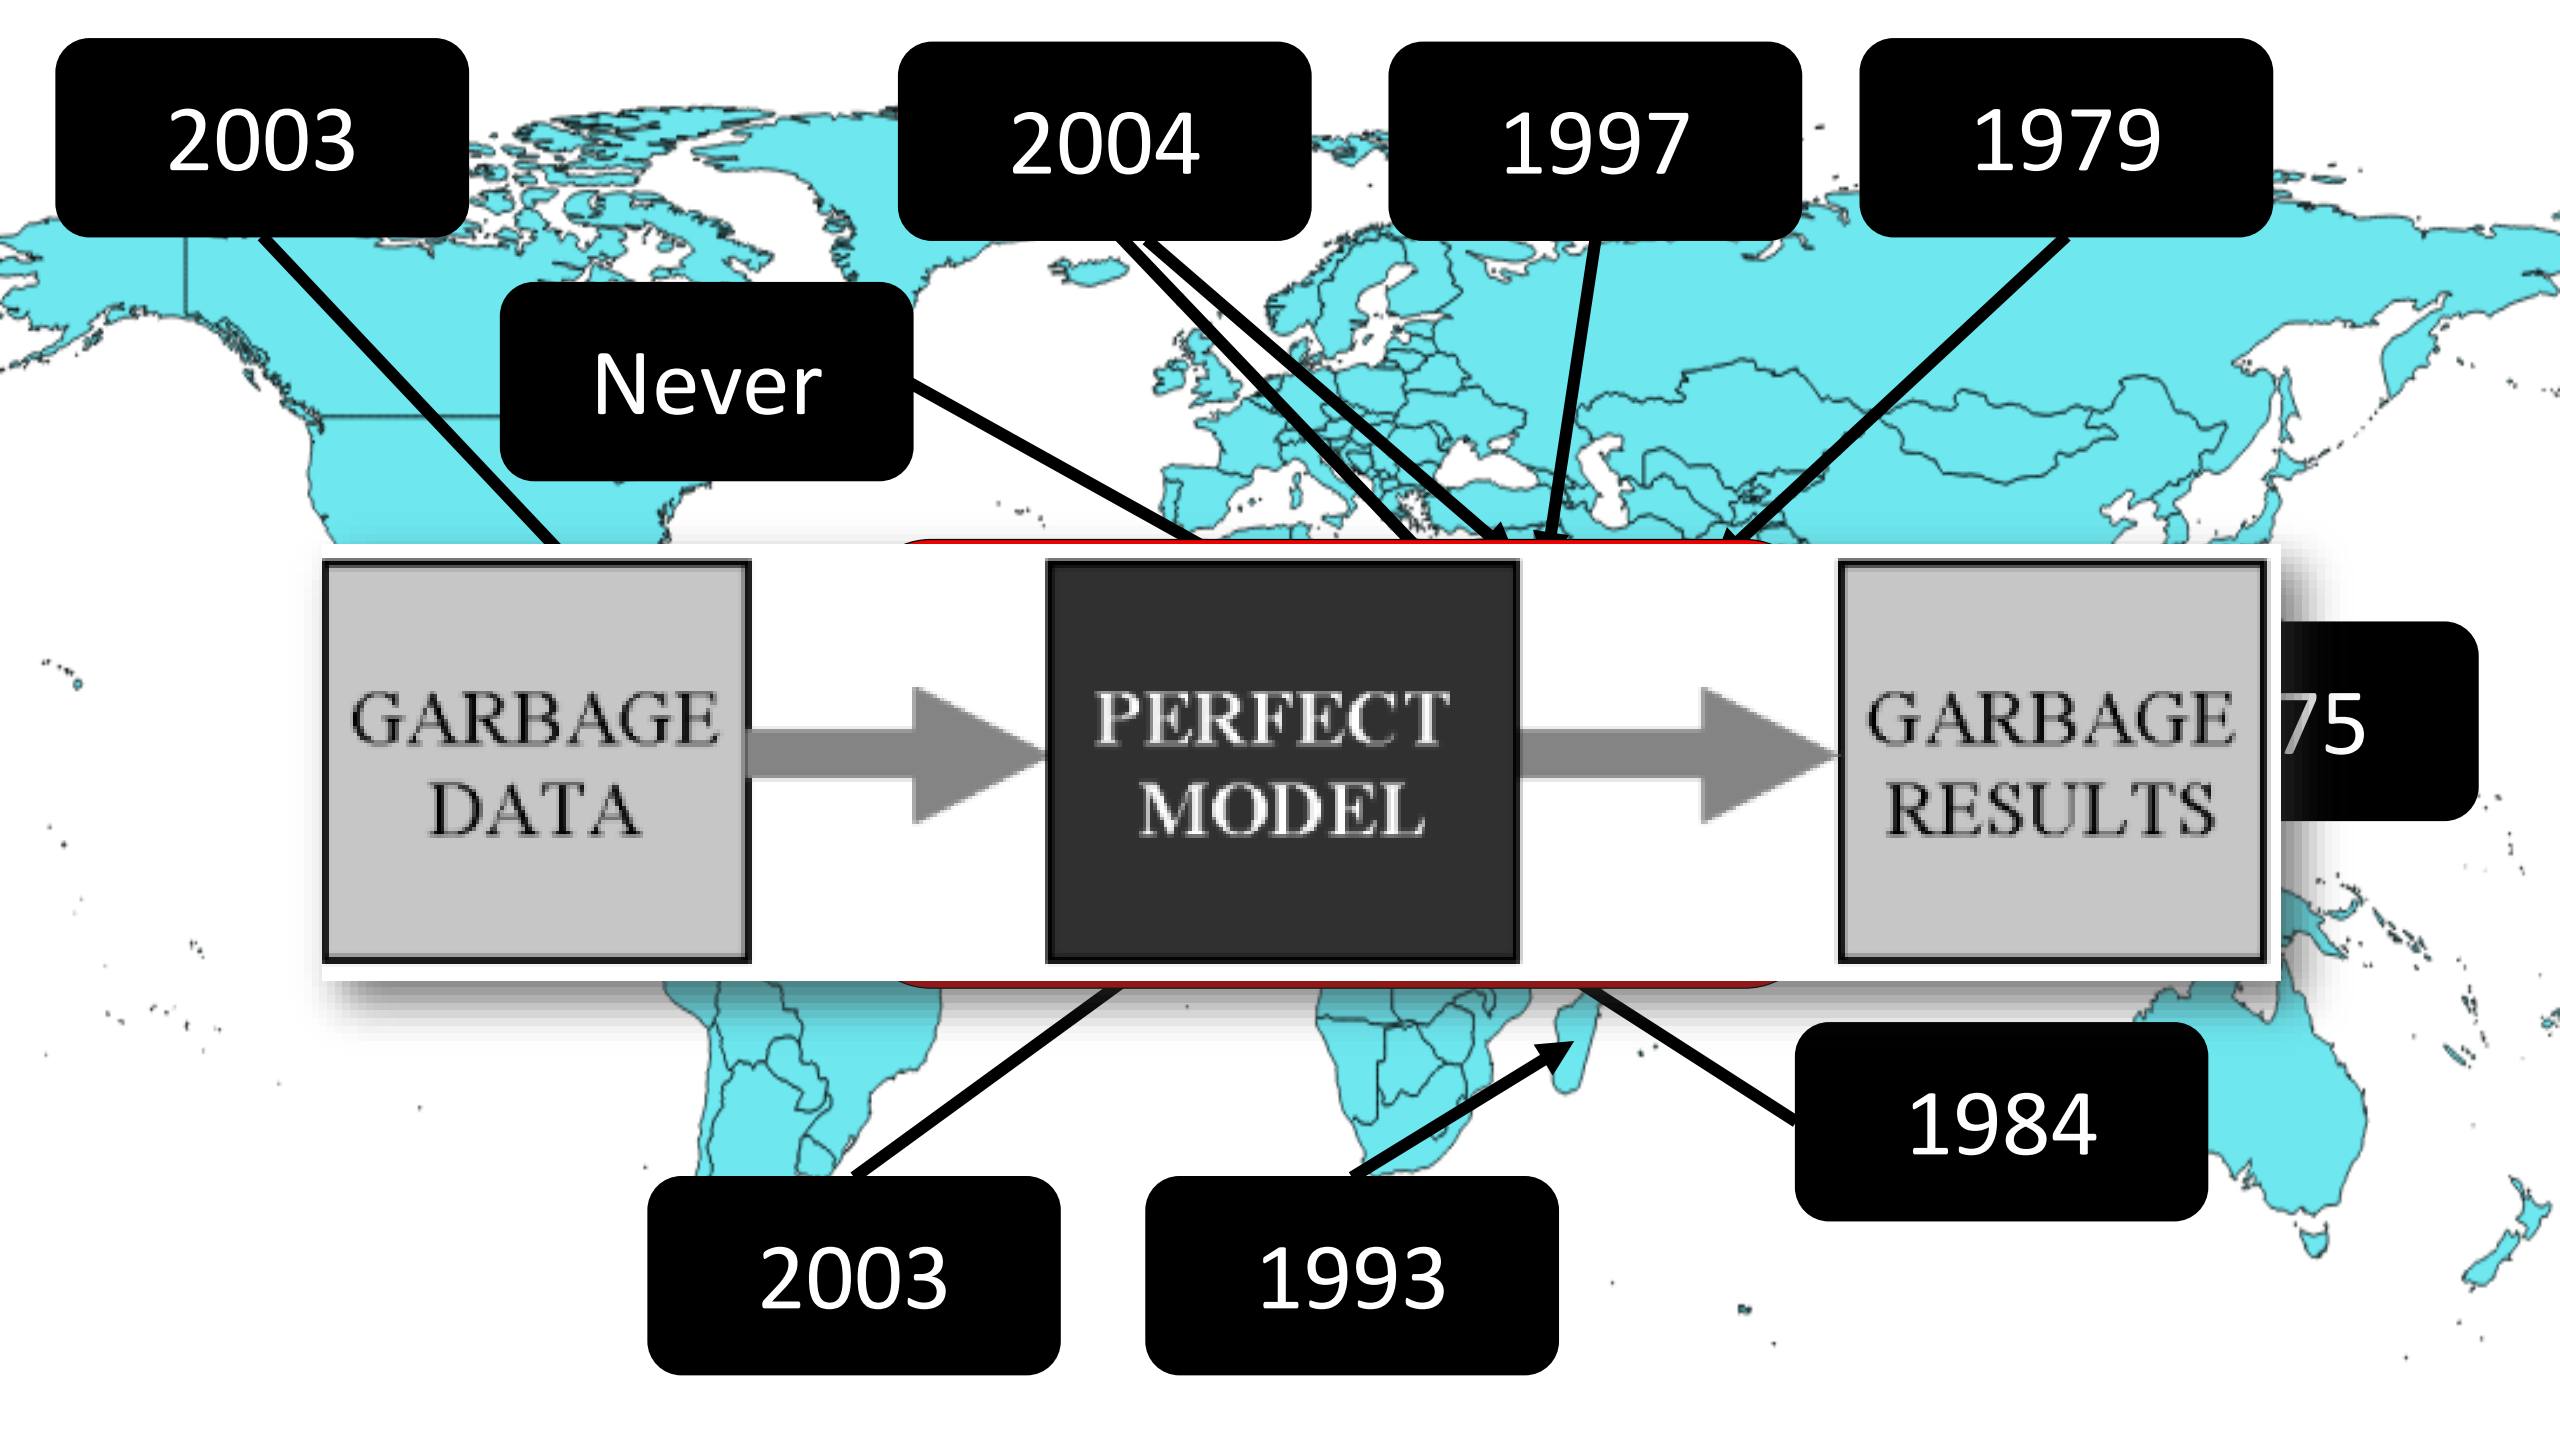 2003
2004
1997
1979
Never
GARBAGE
DATA
PERFECT
MODEL
GARBAGE
RESULTS
75
1984
2003
1993